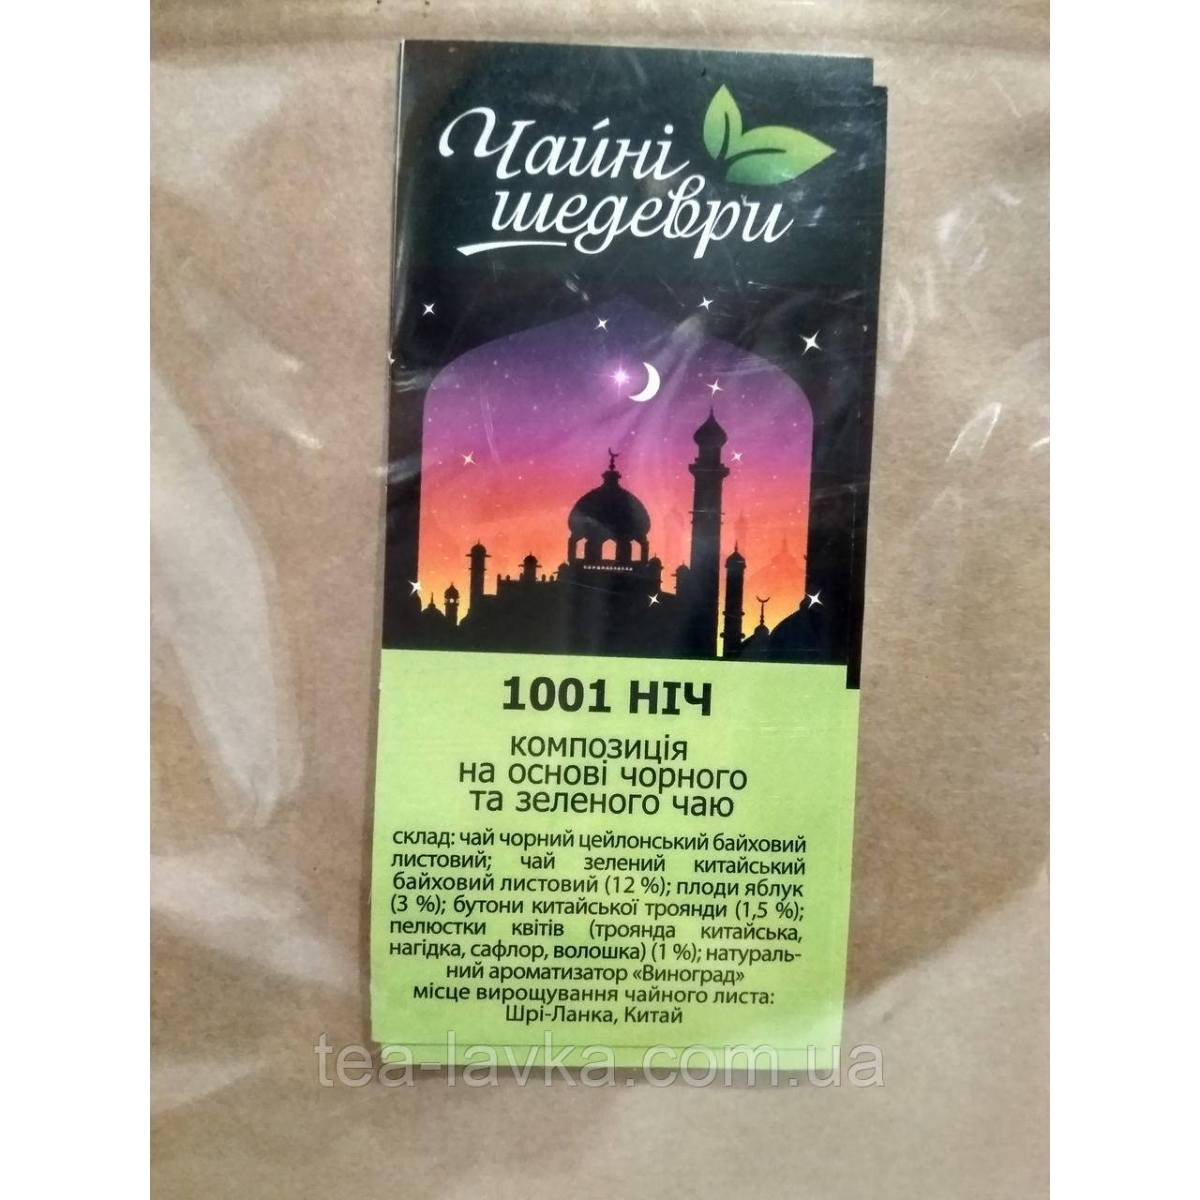 Чайні
шедеври
1001 НІЧ
композиція
на основі чорного
та зеленого чаю
склад: чай чорний цейлонський байховий
листовий; чай зелений китайський
байховий листовий (12 %); плоди яблук
(3 %); бутони китайської троянди (1,5 %);
пелюстки квітів (троянда китайська,
нагідка, сафлор, волошка) (1 %); натураль-
ний ароматизатор «Виноград»
місце вирощування чайного листа:
Шрі-Ланка, Китай
tea-lavka.com.ua